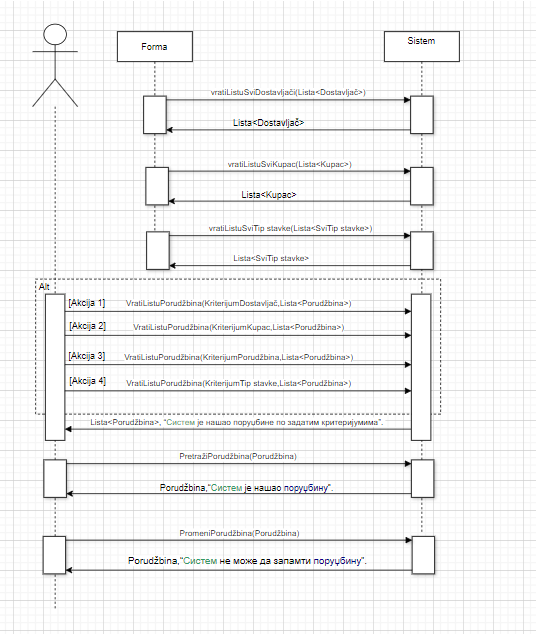 Forma
Sistem
vratiListuSviDostavljači(Lista<Dostavljač>)
Lista<Dostavljač>
vratiListuSviKupac(Lista<Kupac>)
Lista<Kupac>
vratiListuSviTip stavke(Lista<SviTip stavke>)
Lista<SviTip stavke>
Alt
[Akcija 1] VratiListuPorudžbina(KriterijumDostavljač,Lista<Porudžbina>)
[Akcija 2] VratiListuPorudžbina(KriterijumKupac,Lista<Porudžbina>)
[Akcija 3] VratiListuPorudžbina(KriterijumPorudžbina,Lista<Porudžbina>)
[Akcija 4] VratiListuPorudžbina(KriterijumTip stavke,Lista<Porudžbina>)
Lista<Porudžbina>, "Систем је нашао поруџбине по задатим критеријумима".
PretražiPorudžbina(Porudžbina)
Porudžbina,"Систем је нашао поруџбину".
PromeniPorudžbina(Porudžbina)
Porudžbina,"Систем не може да запамти поруџбину".